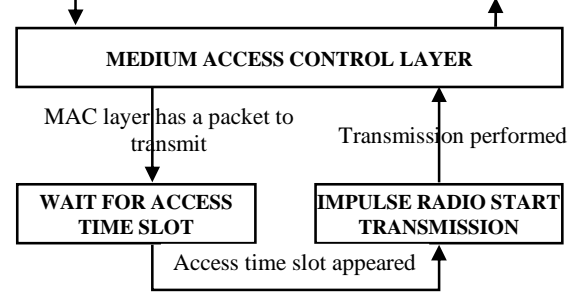 MEDIUM ACCESS CONTROL LAYER
MAC layer has a packet to
transmit
Transmission performed
WAIT FOR ACCESS
TIME SLOT
IMPULSE RADIO START
TRANSMISSION
Access time slot appeared